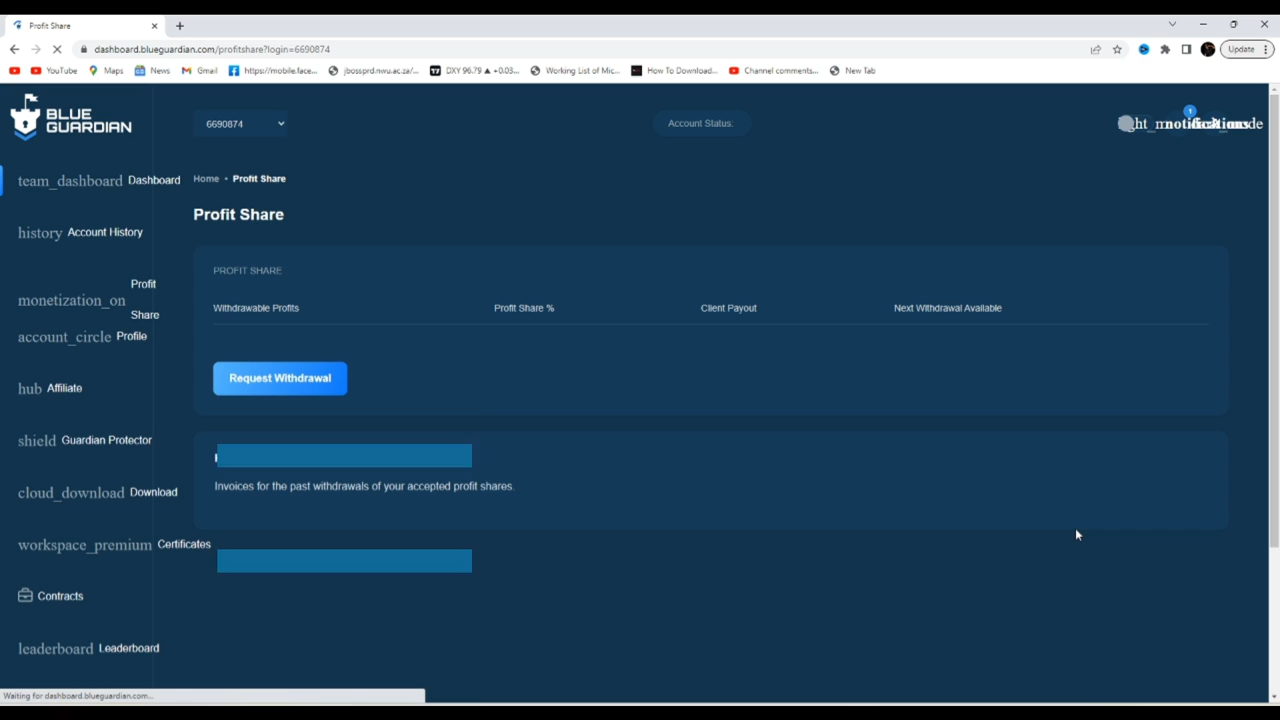 Profit Share
dashboard.blueguardian.com/profitshare?login=6690874
Update
YouTube
Maps
News
Gmail
https://mobile.face...
jbossprd.nwu.ac.za/...
DXY 96.79 ▲ +0.03...
Working List of Mic...
How To Download...
Channel comments...
New Tab
BLUE
GUARDIAN
6690874
Account Status:
1
notifications
team_dashboard Dashboard
Home • Profit Share
Profit Share
history Account History
PROFIT SHARE
monetization_on Profit Share
Withdrawable Profits
Profit Share %
Client Payout
Next Withdrawal Available
account_circle Profile
Request Withdrawal
hub Affiliate
shield Guardian Protector
Invoices for the past withdrawals of your accepted profit shares.
cloud_download Download
workspace_premium Certificates
Contracts
leaderboard Leaderboard
Waiting for dashboard.blueguardian.com...